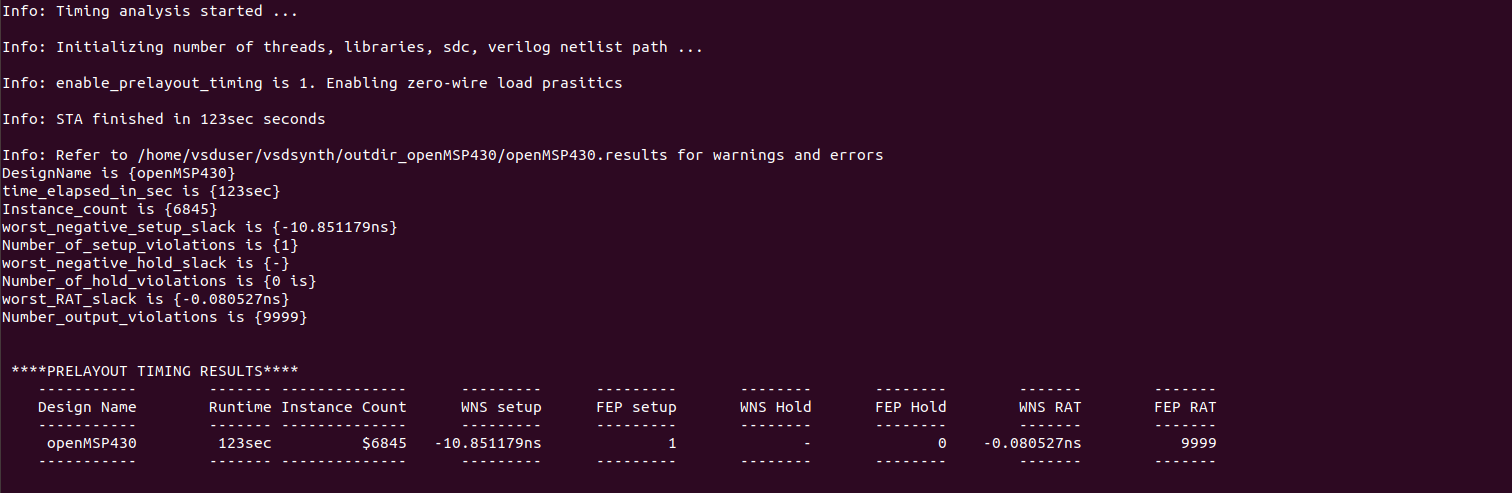 Info: Timing analysis started ...
Info: Initializing number of threads, libraries, sdc, verilog netlist path ...
Info: enable_prelayout_timing is 1. Enabling zero-wire load prasitics
Info: STA finished in 123sec seconds
Info: Refer to /home/vsduser/vsdsynth/outdir_openMSP430/openMSP430.results for warnings and errors
DesignName is {openMSP430}
time_elapsed_in_sec is {123sec}
Instance_count is {6845}
worst_negative_setup_slack is {-10.851179ns}
Number_of_setup_violations is {1}
worst_negative_hold_slack is {-}
Number_of_hold_violations is {0 is}
worst_RAT_slack is {-0.080527ns}
Number_output_violations is {9999}
****PRELAYOUT TIMING RESULTS****
----------- ------- -------------- --------- --------- -------- -------- ------- -------
Design Name Runtime Instance Count WNS setup FEP setup WNS Hold FEP Hold WNS RAT FEP RAT
----------- ------- -------------- --------- --------- -------- -------- ------- -------
openMSP430 123sec $6845 -10.851179ns 1 - 0 -0.080527ns 9999
----------- ------- -------------- --------- --------- -------- -------- ------- -------